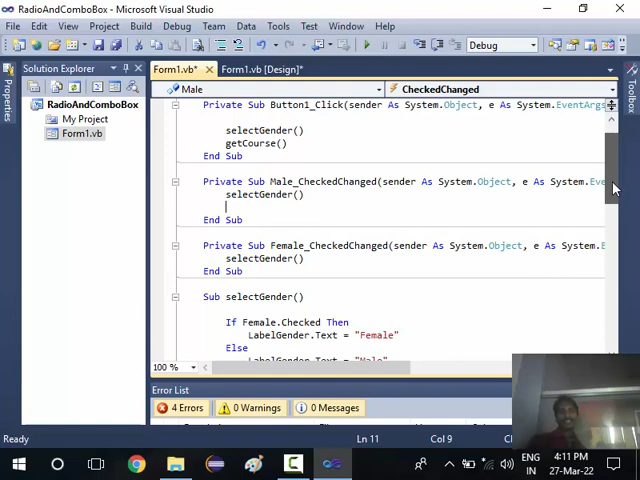 RadioAndComboBox - Microsoft Visual Studio
File Edit View Project Build Debug Team Data Tools Test Window Help
Debug
Solution Explorer
Form1.vb*
Form1.vb [Design]*
Properties
Toolbox
RadioAndComboBox
My Project
Form1.vb
Male
CheckedChanged
Private Sub Button1_Click(sender As System.Object, e As System.EventArgs
selectGender()
getCourse()
End Sub
Private Sub Male_CheckedChanged(sender As System.Object, e As System.Eve
selectGender()
End Sub
Private Sub Female_CheckedChanged(sender As System.Object, e As System.E
selectGender()
End Sub
Sub selectGender()
If Female.Checked Then
LabelGender.Text = "Female"
Else
LabelGender.Text = "Male"
100 %
Error List
4 Errors
0 Warnings
0 Messages
Ready
Ln 11
Col 9
ENG
IN
4:11 PM
27-Mar-22